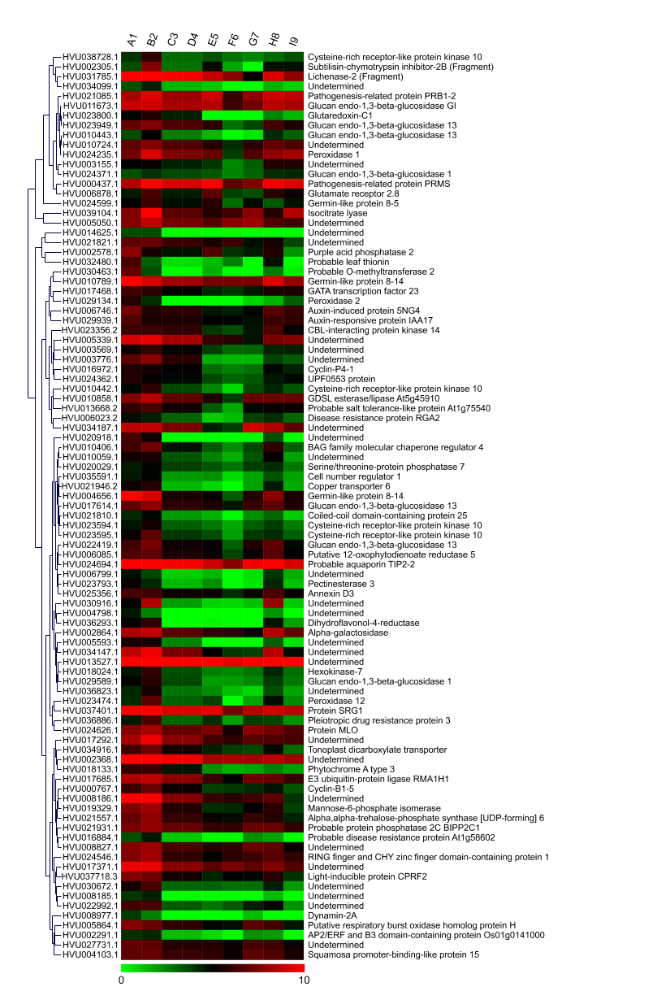 A1 B2 C3 D4 E5 F6 G7 H8 I9
HVU038728.1 Cysteine-rich receptor-like protein kinase 10
HVU002305.1 Subtilisin-chymotrypsin inhibitor-2B (Fragment)
HVU031785.1 Lichenase-2 (Fragment)
HVU034099.1 Undetermined
HVU021085.1 Pathogenesis-related protein PRB1-2
HVU011673.1 Glucan endo-1,3-beta-glucosidase GI
HVU023800.1 Glutaredoxin-C1
HVU023949.1 Glucan endo-1,3-beta-glucosidase 13
HVU010443.1 Glucan endo-1,3-beta-glucosidase 13
HVU010724.1 Undetermined
HVU024235.1 Peroxidase 1
HVU003155.1 Undetermined
HVU024371.1 Glucan endo-1,3-beta-glucosidase 1
HVU000437.1 Pathogenesis-related protein PRMS
HVU006878.1 Glutamate receptor 2.8
HVU024599.1 Germin-like protein 8-5
HVU039104.1 Isocitrate lyase
HVU005050.1 Undetermined
HVU014625.1 Undetermined
HVU021821.1 Undetermined
HVU002578.1 Purple acid phosphatase 2
HVU032480.1 Probable leaf thionin
HVU030463.1 Probable O-methyltransferase 2
HVU010789.1 Germin-like protein 8-14
HVU017468.1 GATA transcription factor 23
HVU029134.1 Peroxidase 2
HVU006746.1 Auxin-induced protein 5NG4
HVU029939.1 Auxin-responsive protein IAA17
HVU023356.2 CBL-interacting protein kinase 14
HVU005339.1 Undetermined
HVU003569.1 Undetermined
HVU003776.1 Undetermined
HVU016972.1 Cyclin-P4-1
HVU024362.1 UPF0553 protein
HVU010442.1 Cysteine-rich receptor-like protein kinase 10
HVU010858.1 GDSL esterase/lipase At5g45910
HVU013668.2 Probable salt tolerance-like protein At1g75540
HVU006023.2 Disease resistance protein RGA2
HVU034187.1 Undetermined
HVU020918.1 Undetermined
HVU010406.1 BAG family molecular chaperone regulator 4
HVU010059.1 Undetermined
HVU020029.1 Serine/threonine-protein phosphatase 7
HVU035591.1 Cell number regulator 1
HVU021946.2 Copper transporter 6
HVU004656.1 Germin-like protein 8-14
HVU017614.1 Glucan endo-1,3-beta-glucosidase 13
HVU021810.1 Coiled-coil domain-containing protein 25
HVU023594.1 Cysteine-rich receptor-like protein kinase 10
HVU023595.1 Cysteine-rich receptor-like protein kinase 10
HVU022419.1 Glucan endo-1,3-beta-glucosidase 13
HVU006085.1 Putative 12-oxophytodienoate reductase 5
HVU024694.1 Probable aquaporin TIP2-2
HVU006799.1 Undetermined
HVU023793.1 Pectinesterase 3
HVU025356.1 Annexin D3
HVU030916.1 Undetermined
HVU004798.1 Undetermined
HVU036293.1 Dihydroflavonol-4-reductase
HVU002864.1 Alpha-galactosidase
HVU005593.1 Undetermined
HVU034147.1 Undetermined
HVU013527.1 Undetermined
HVU018024.1 Hexokinase-7
HVU029589.1 Glucan endo-1,3-beta-glucosidase 1
HVU036823.1 Undetermined
HVU023474.1 Peroxidase 12
HVU037401.1 Protein SRG1
HVU036886.1 Pleiotropic drug resistance protein 3
HVU024626.1 Protein MLO
HVU017292.1 Undetermined
HVU034916.1 Tonoplast dicarboxylate transporter
HVU002368.1 Undetermined
HVU018133.1 Phytochrome A type 3
HVU017685.1 E3 ubiquitin-protein ligase RMA1H1
HVU000767.1 Cyclin-B1-5
HVU008186.1 Undetermined
HVU019329.1 Mannose-6-phosphate isomerase
HVU021557.1 Alpha,alpha-trehalose-phosphate synthase [UDP-forming] 6
HVU021931.1 Probable protein phosphatase 2C BIPP2C1
HVU016884.1 Probable disease resistance protein At1g58602
HVU008827.1 Undetermined
HVU024546.1 RING finger and CHY zinc finger domain-containing protein 1
HVU017371.1 Undetermined
HVU037718.3 Light-inducible protein CPRF2
HVU030672.1 Undetermined
HVU008185.1 Undetermined
HVU022992.1 Undetermined
HVU008977.1 Dynamin-2A
HVU005864.1 Putative respiratory burst oxidase homolog protein H
HVU002291.1 AP2/ERF and B3 domain-containing protein Os01g0141000
HVU027731.1 Undetermined
HVU004103.1 Squamosa promoter-binding-like protein 15
0 10